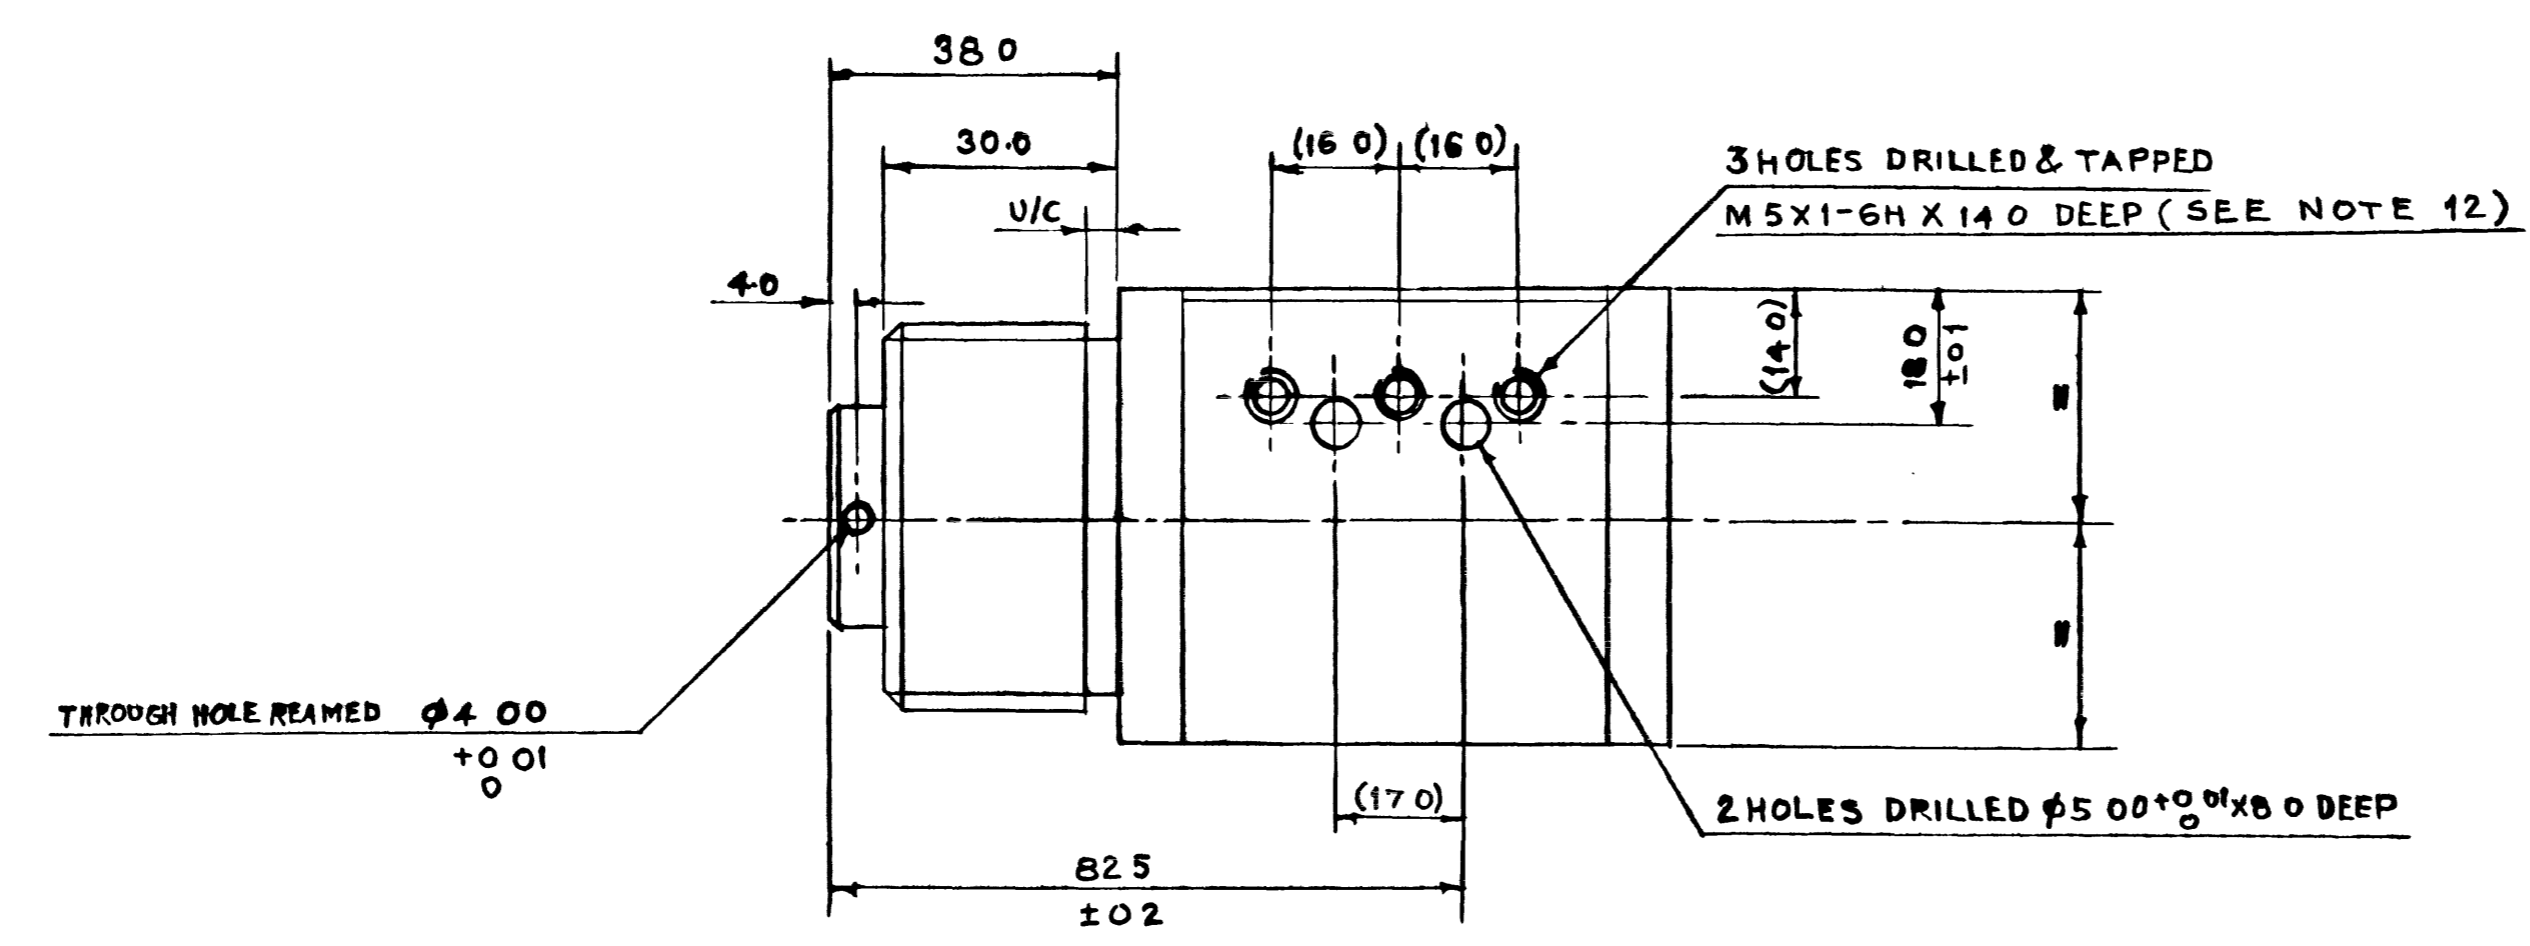 38 0
30.0
(16 0) (16 0)
U/C
4.0
3 HOLES DRILLED & TAPPED
M 5X1-6H X 14 0 DEEP ( SEE NOTE 12 )
(14 0)
18 0
±0 1
=
=
THROUGH HOLE REAMED ϕ4 00
+0 01
0
(17 0)
2 HOLES DRILLED ϕ5 00 +0 01
0 X8 0 DEEP
82 5
±0 2